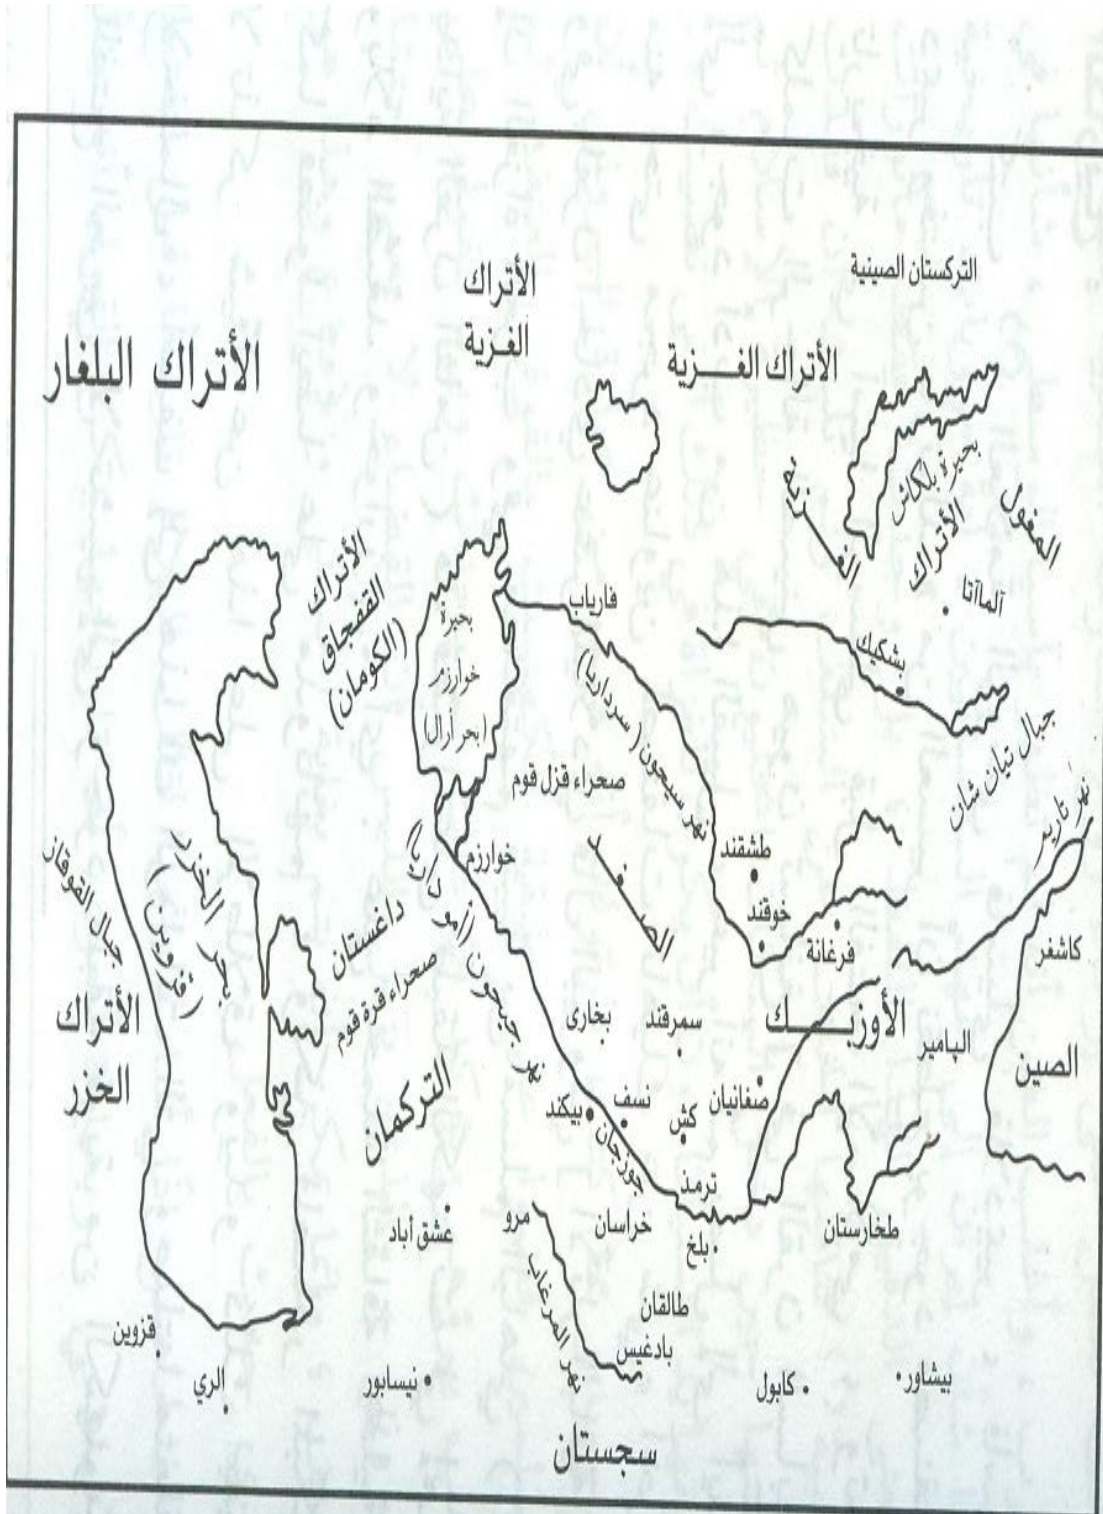 التركستان الصينية
الأتراك
الغزية
الأتراك الغـــزية
الأتراك البلغار
بحيرة بلكاش
المغول
الأتراك
ألماآتا
الأتراك
القفجاق
(الكومان)
بحيرة
خوارزم
(بحر أرال)
فارياب
نهر سيحون (سرداريا)
بشكيك
جبال تيان شان
نهر تاريم
صحراء قزل قوم
خوارزم
الصغد
طشقند
خوقند
فرغانة
كاشغر
جبال القوقاز
بحر الخزر
(قزوين)
داغستان
صحراء قرة قوم
نهر جيحون (أمو داريا)
الأتراك
الخزر
بخارى
سمرقند
الأوزبـــك
الپامير
الصين
التركمان
بيكند
نسف
كش
صغانيان
جوزجان
ترمذ
عشق أباد
مرو
خراسان
بلخ
طخارستان
نهر المرغاب
طالقان
بادغيس
قزوين
الري
نيسابور
كابول
بيشاور
سجستان